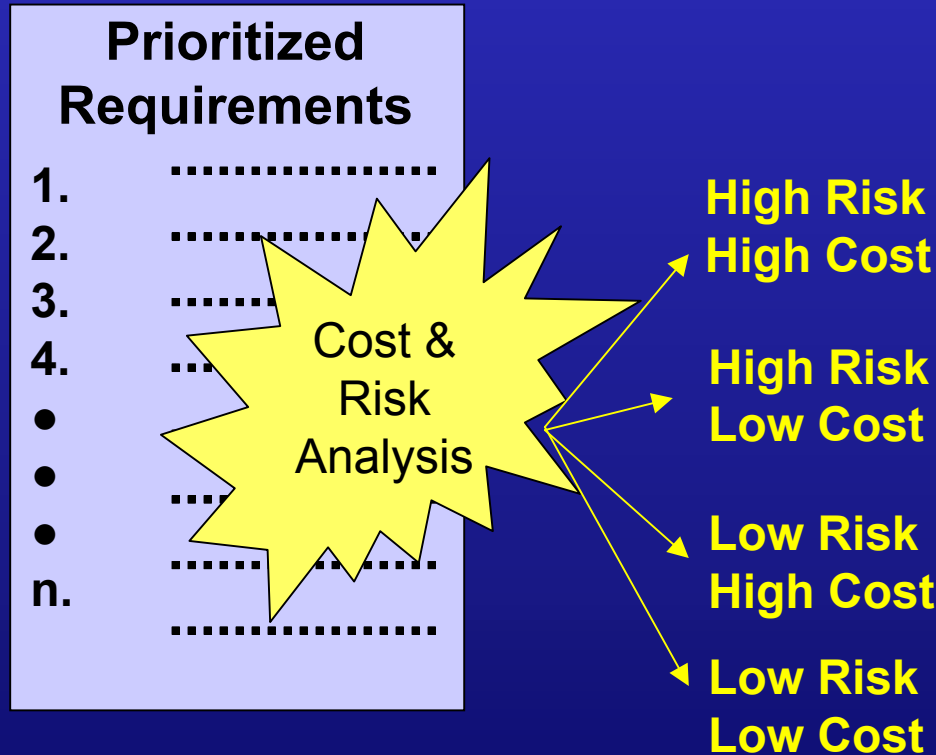 Prioritized
Requirements
1. ................
2. ................
3. ......
4. ...
●
●
●
n.
Cost &
Risk
Analysis
High Risk
High Cost
High Risk
Low Cost
Low Risk
High Cost
Low Risk
Low Cost